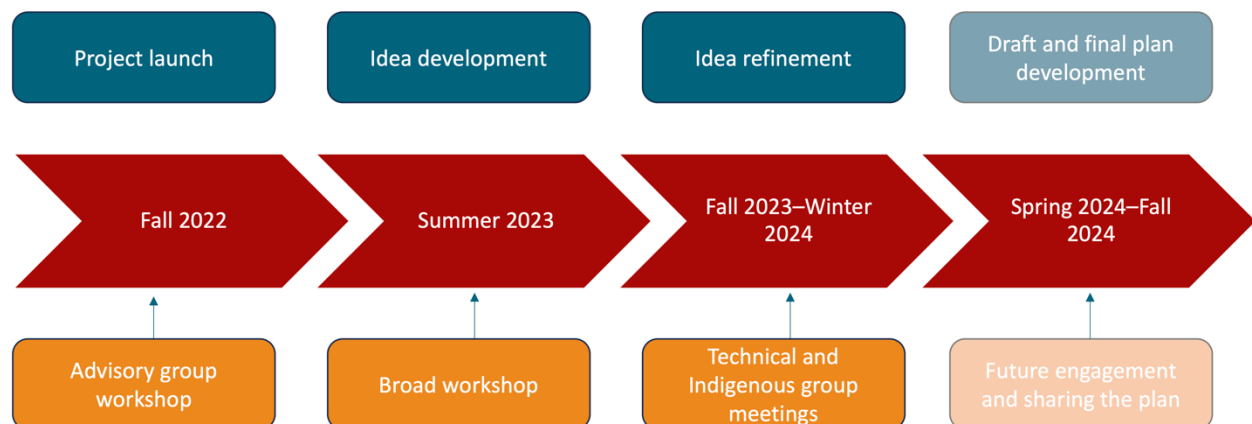 Project launch
Idea development
Idea refinement
Draft and final plan
development
Fall 2022
Summer 2023
Fall 2023–Winter
2024
Spring 2024–Fall
2024
Advisory group
workshop
Broad workshop
Technical and
Indigenous group
meetings
Future engagement
and sharing the plan